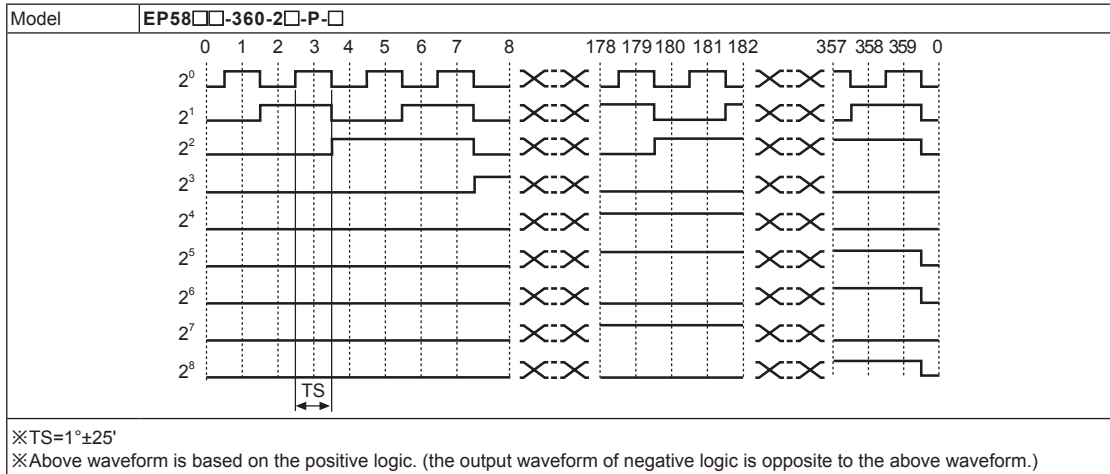 Model EP58□□-360-2□-P-□
0 1 2 3 4 5 6 7 8 178 179 180 181 182 357 358 359 0
2⁰
2¹
2²
2³
2⁴
2⁵
2⁶
2⁷
2⁸
TS
※TS=1°±25'
※Above waveform is based on the positive logic. (the output waveform of negative logic is opposite to the above waveform.)